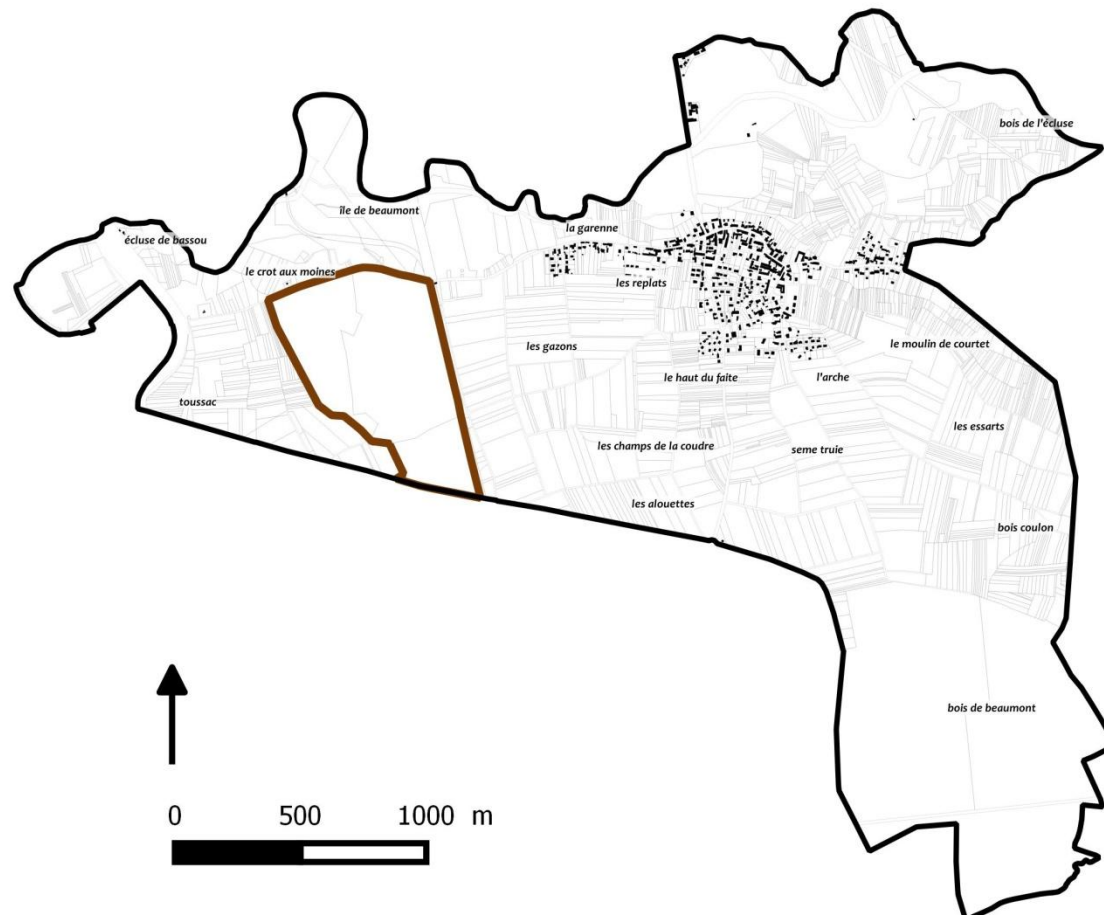 bois de l'écluse
île de beaumont
la garenne
écluse de bassou
le crot aux moines
les replats
les gazons
le moulin de courtet
le haut du faite
l'arche
toussac
les essarts
les champs de la coudre
seme truie
les alouettes
bois coulon
bois de beaumont
0 500 1000 m